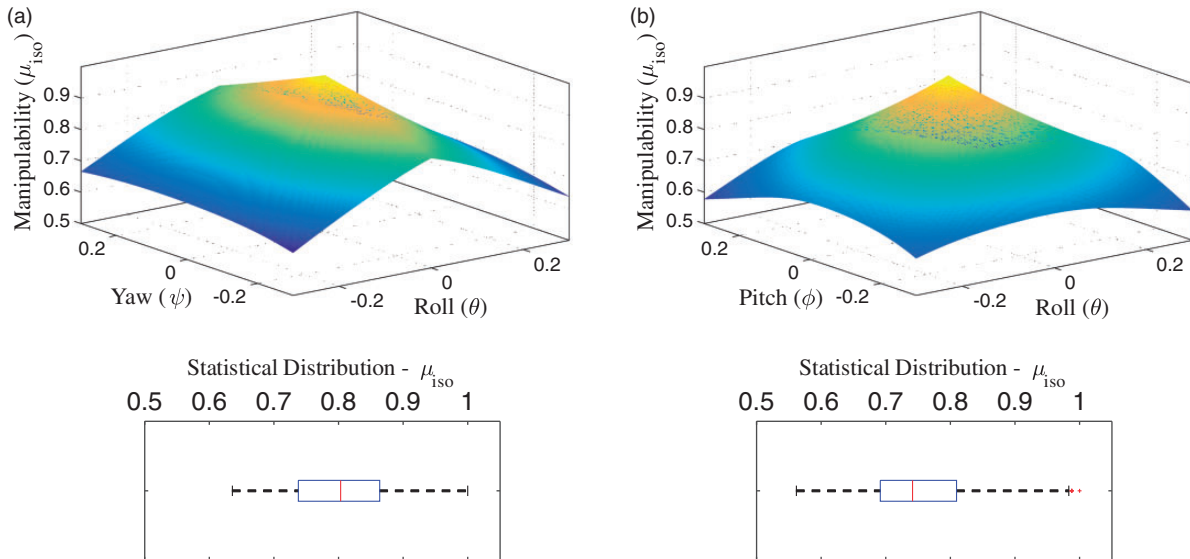 (a)
Manipulability (μiso)
0.9
0.8
0.7
0.6
0.5
0.2
0
-0.2
Yaw (ψ)
-0.2
0
0.2
Roll (θ)
Statistical Distribution - μiso
0.5 0.6 0.7 0.8 0.9 1
(b)
Manipulability (μiso)
0.9
0.8
0.7
0.6
0.5
0.2
0
-0.2
Pitch (ϕ)
-0.2
0
0.2
Roll (θ)
Statistical Distribution - μiso
0.5 0.6 0.7 0.8 0.9 1